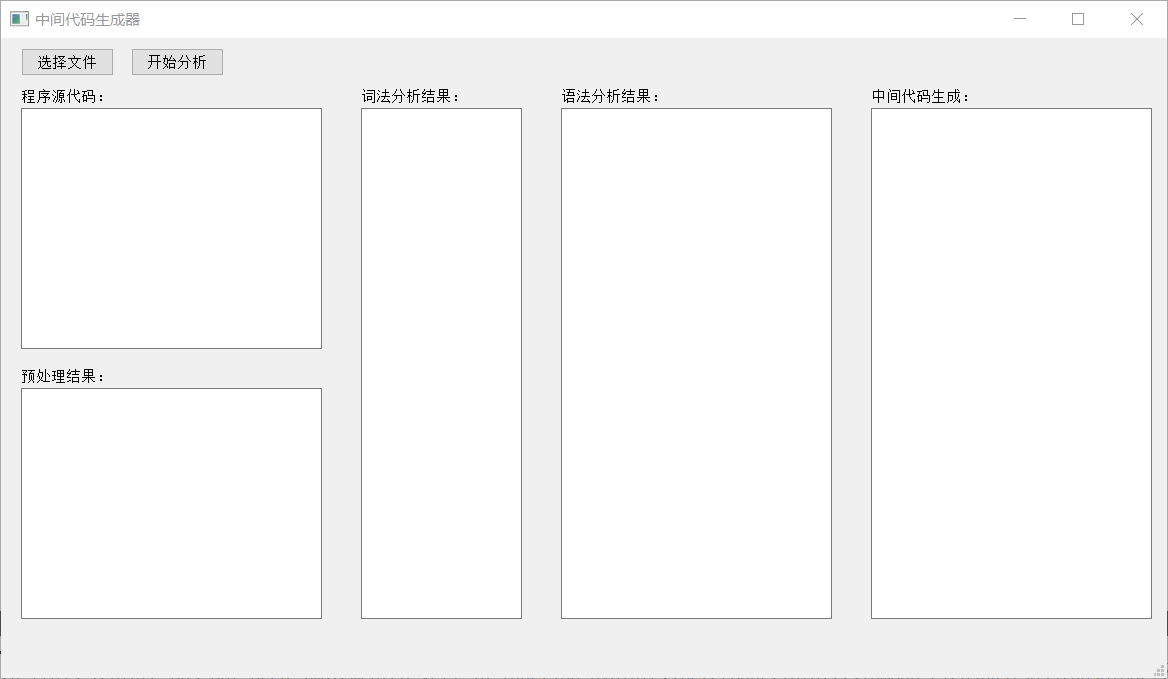 中间代码生成器
选择文件 开始分析
程序源代码：
词法分析结果：
语法分析结果：
中间代码生成：
预处理结果：